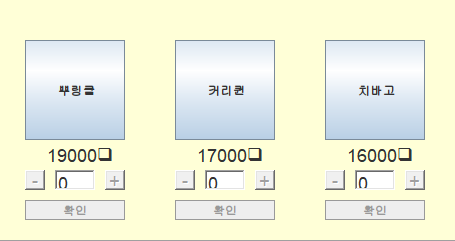 뿌링클 커리퀸 치바고
19000❏ 17000❏ 16000❏
- 0 + - 0 + - 0 +
확인 확인 확인